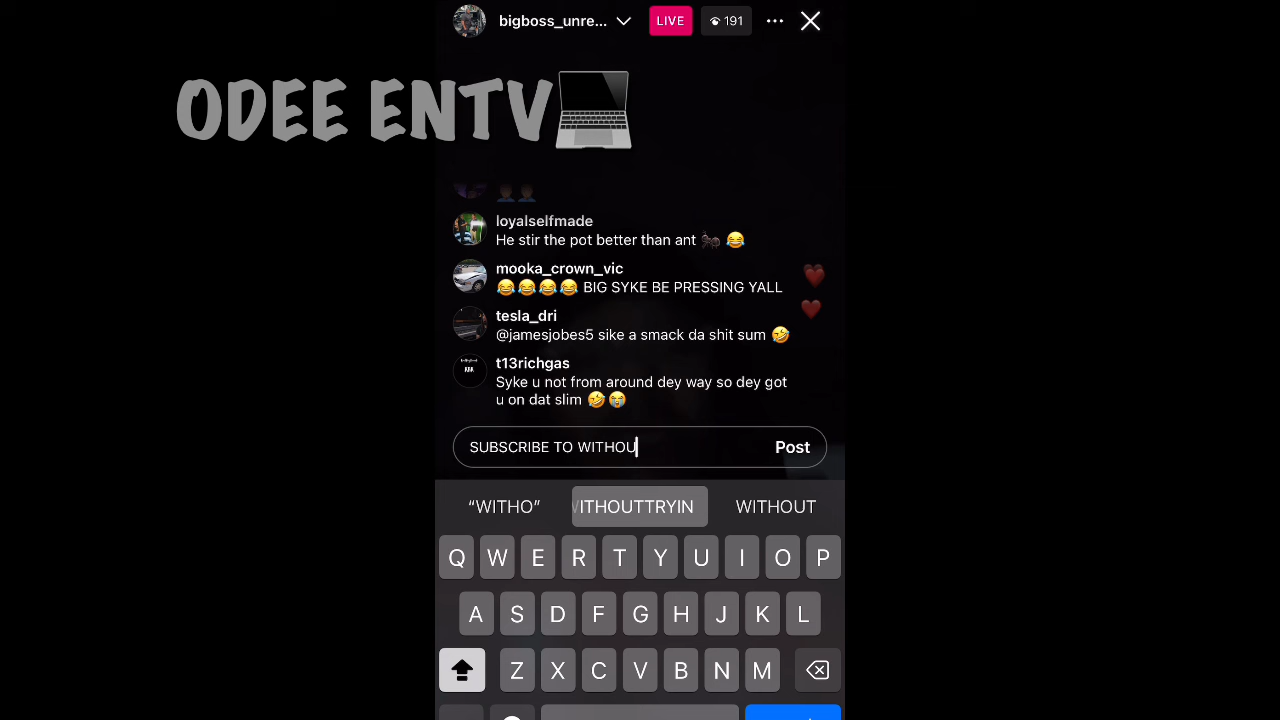 bigboss_unre...
LIVE
191
ODEE ENTV
loyalselfmade
He stir the pot better than ant 🐜 😂
mooka_crown_vic
😂😂😂😂 BIG SYKE BE PRESSING YALL
tesla_dri
@jamesjobes5 sike a smack da shit sum 🤣
t13richgas
Syke u not from around dey way so dey got
u on dat slim 🤣😭
SUBSCRIBE TO WITHOU
Post
“WITHO”
ITHOUTTRYIN
WITHOUT
Q W E R T Y U I O P
A S D F G H J K L
Z X C V B N M